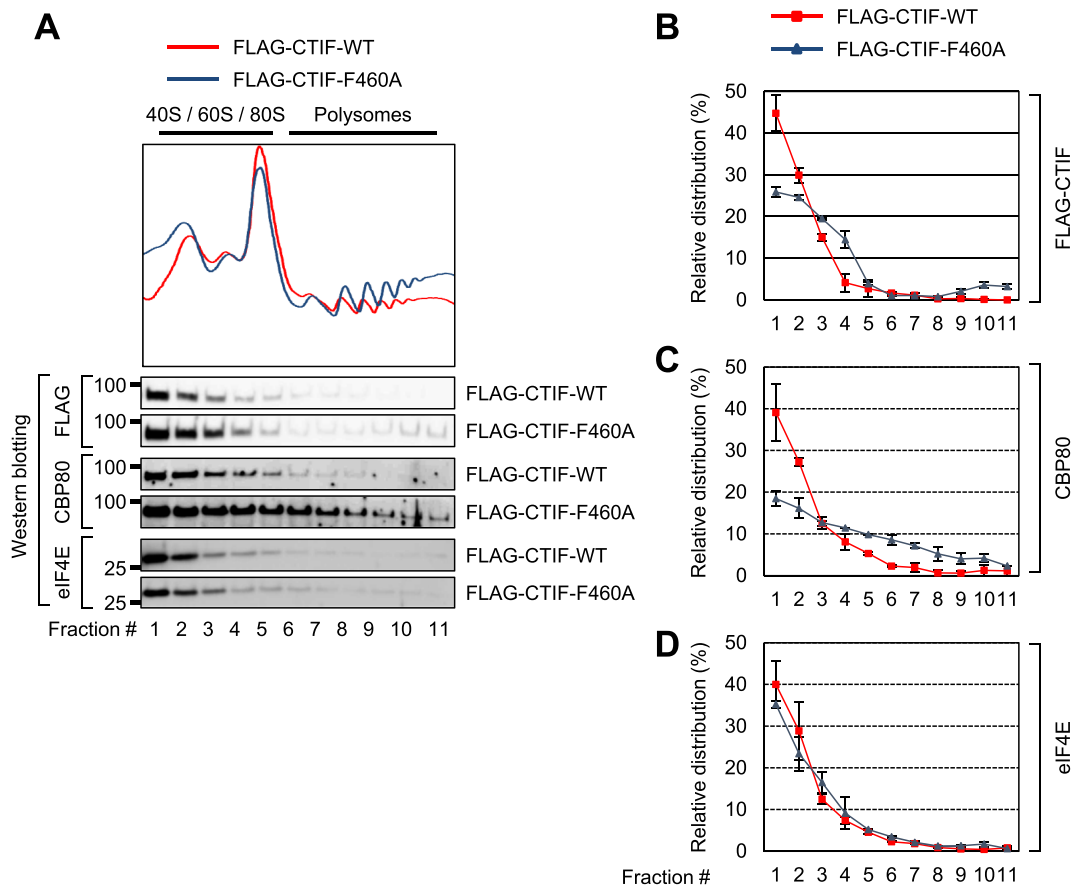 A
FLAG-CTIF-WT
FLAG-CTIF-F460A
40S / 60S / 80S
Polysomes
Western blotting
FLAG
100
FLAG-CTIF-WT
100
FLAG-CTIF-F460A
CBP80
100
FLAG-CTIF-WT
100
FLAG-CTIF-F460A
eIF4E
25
FLAG-CTIF-WT
25
FLAG-CTIF-F460A
Fraction # 1 2 3 4 5 6 7 8 9 10 11
B
FLAG-CTIF-WT
FLAG-CTIF-F460A
Relative distribution (%)
50
40
30
20
10
0
1 2 3 4 5 6 7 8 9 10 11
FLAG-CTIF
C
Relative distribution (%)
50
40
30
20
10
0
1 2 3 4 5 6 7 8 9 10 11
CBP80
D
Relative distribution (%)
50
40
30
20
10
0
Fraction # 1 2 3 4 5 6 7 8 9 10 11
eIF4E